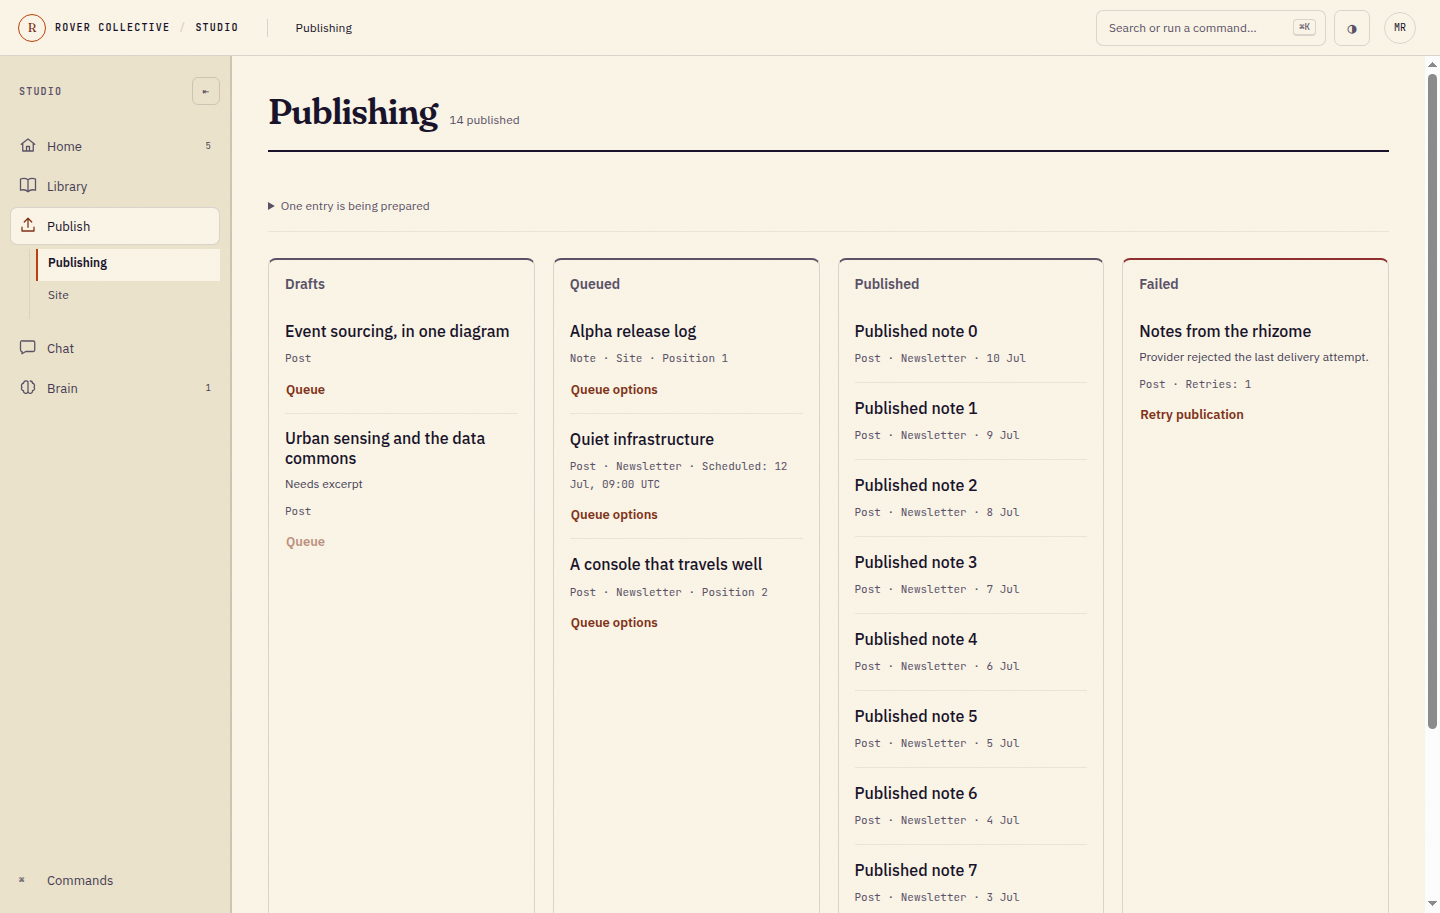 R ROVER COLLECTIVE / STUDIO
Publishing
Search or run a command... ⌘K
◑
MR
STUDIO
⇤
Home 5
Library
Publish
Publishing
Site
Chat
Brain 1
⌘ Commands
Publishing 14 published
▶ One entry is being prepared
Drafts
Event sourcing, in one diagram
Post
Queue
Urban sensing and the data
commons
Needs excerpt
Post
Queue
Queued
Alpha release log
Note · Site · Position 1
Queue options
Quiet infrastructure
Post · Newsletter · Scheduled: 12
Jul, 09:00 UTC
Queue options
A console that travels well
Post · Newsletter · Position 2
Queue options
Published
Published note 0
Post · Newsletter · 10 Jul
Published note 1
Post · Newsletter · 9 Jul
Published note 2
Post · Newsletter · 8 Jul
Published note 3
Post · Newsletter · 7 Jul
Published note 4
Post · Newsletter · 6 Jul
Published note 5
Post · Newsletter · 5 Jul
Published note 6
Post · Newsletter · 4 Jul
Published note 7
Post · Newsletter · 3 Jul
Failed
Notes from the rhizome
Provider rejected the last delivery attempt.
Post · Retries: 1
Retry publication